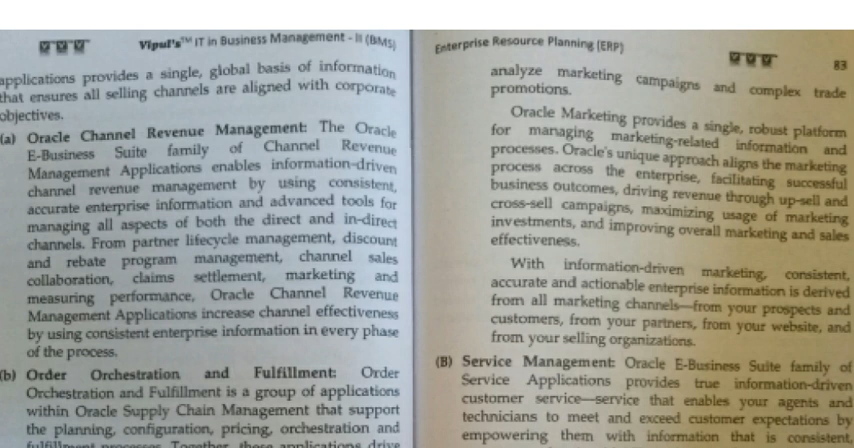 Vipul's™ IT in Business Management - II (BMS)
applications provides a single, global basis of information
that ensures all selling channels are aligned with corporate
objectives.
(a) Oracle Channel Revenue Management: The Oracle
E-Business Suite family of Channel Revenue
Management Applications enables information-driven
channel revenue management by using consistent,
accurate enterprise information and advanced tools for
managing all aspects of both the direct and in-direct
channels. From partner lifecycle management, discount
and rebate program management, channel sales
collaboration, claims settlement, marketing and
measuring performance, Oracle Channel Revenue
Management Applications increase channel effectiveness
by using consistent enterprise information in every phase
of the process.
(b) Order Orchestration and Fulfillment: Order
Orchestration and Fulfillment is a group of applications
within Oracle Supply Chain Management that support
the planning, configuration, pricing, orchestration and
fulfillment processes. Together, these applications drive
Enterprise Resource Planning (ERP)
83
analyze marketing campaigns and complex trade
promotions.
Oracle Marketing provides a single, robust platform
for managing marketing-related information and
processes. Oracle's unique approach aligns the marketing
process across the enterprise, facilitating successful
business outcomes, driving revenue through up-sell and
cross-sell campaigns, maximizing usage of marketing
investments, and improving overall marketing and sales
effectiveness.
With information-driven marketing, consistent,
accurate and actionable enterprise information is derived
from all marketing channels—from your prospects and
customers, from your partners, from your website, and
from your selling organizations.
(B) Service Management: Oracle E-Business Suite family of
Service Applications provides true information-driven
customer service—service that enables your agents and
technicians to meet and exceed customer expectations by
empowering them with information that is consistent,